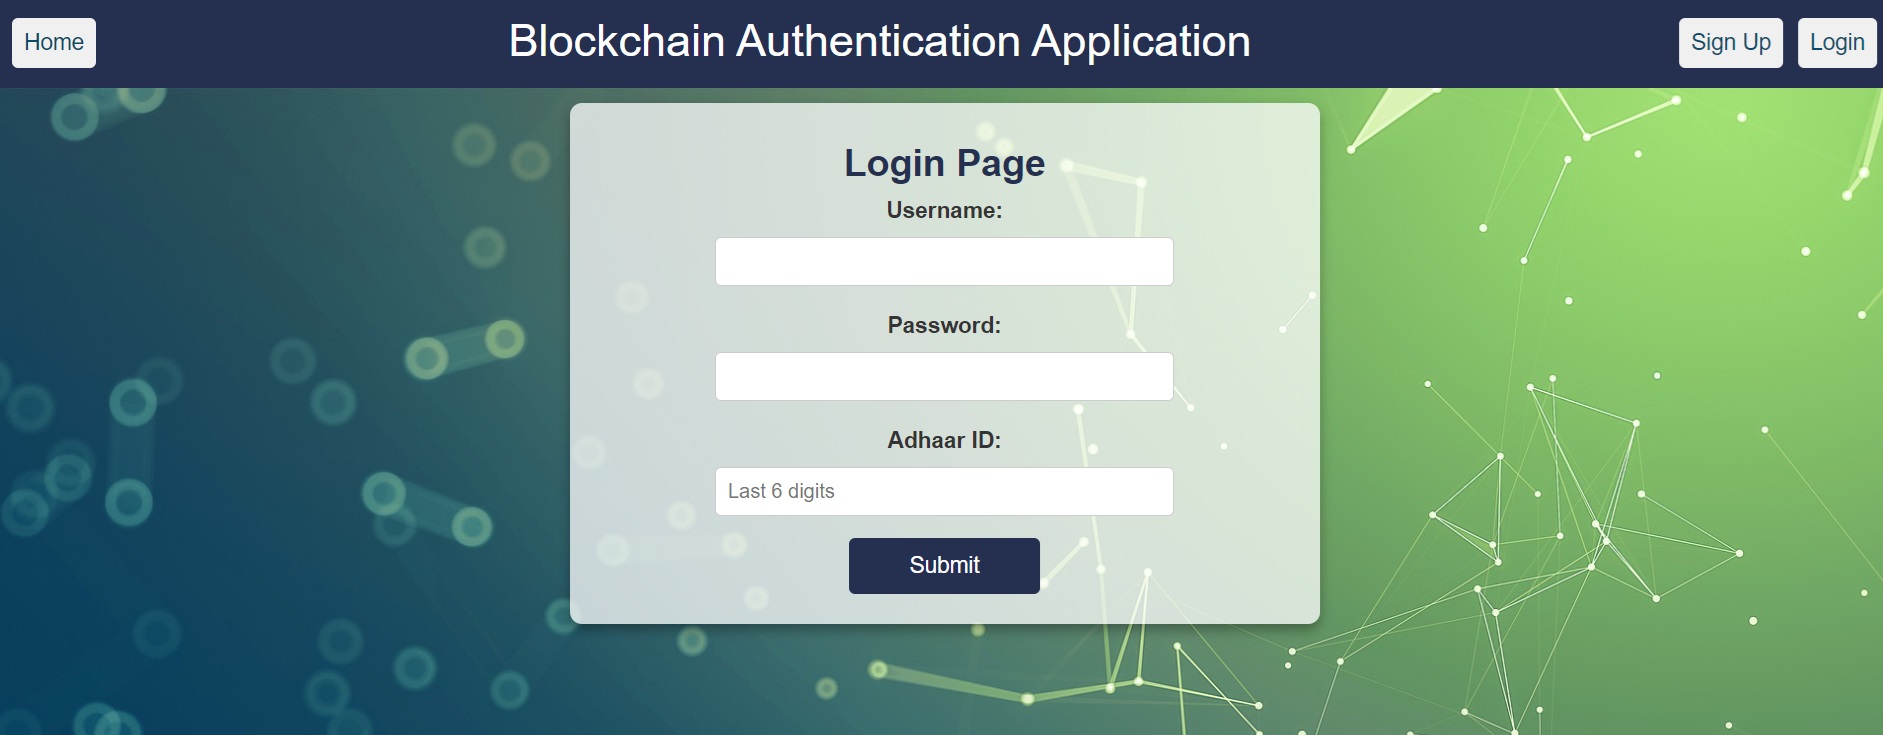 Home
Blockchain Authentication Application
Sign Up
Login
Login Page
Username:
Password:
Adhaar ID:
Last 6 digits
Submit